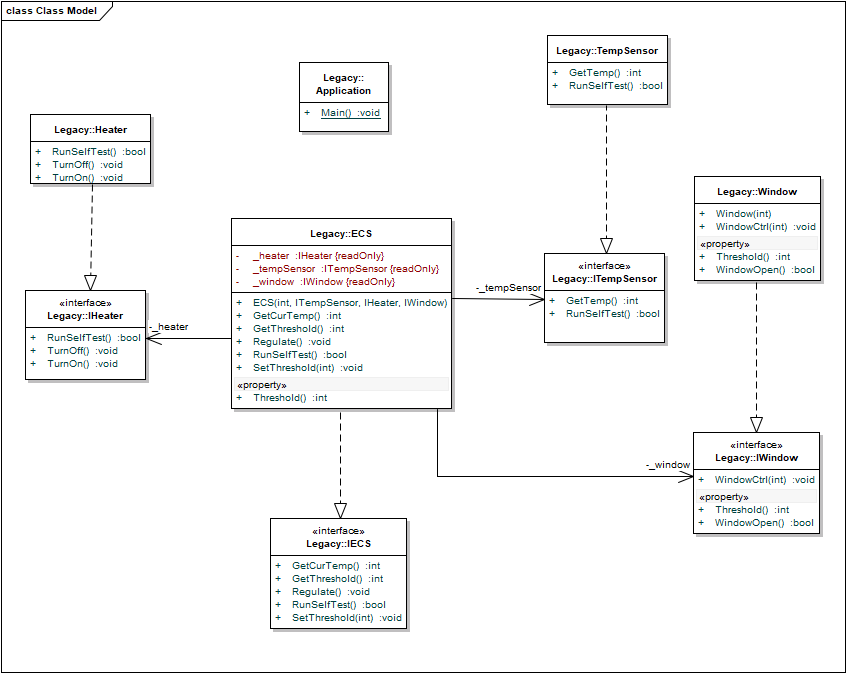 class Class Model
Legacy::TempSensor
+ GetTemp() :int
+ RunSelfTest() :bool
Legacy::
Application
+ Main() :void
Legacy::Heater
+ RunSelfTest() :bool
+ TurnOff() :void
+ TurnOn() :void
Legacy::Window
+ Window(int)
+ WindowCtrl(int) :void
«property»
+ Threshold() :int
+ WindowOpen() :bool
Legacy::ECS
- _heater :IHeater {readOnly}
- _tempSensor :ITempSensor {readOnly}
- _window :IWindow {readOnly}
+ ECS(int, ITempSensor, IHeater, IWindow)
+ GetCurTemp() :int
+ GetThreshold() :int
+ Regulate() :void
+ RunSelfTest() :bool
+ SetThreshold(int) :void
«property»
+ Threshold() :int
-_tempSensor
«interface»
Legacy::ITempSensor
+ GetTemp() :int
+ RunSelfTest() :bool
«interface»
Legacy::IHeater
+ RunSelfTest() :bool
+ TurnOff() :void
+ TurnOn() :void
-_heater
-_window
«interface»
Legacy::IWindow
+ WindowCtrl(int) :void
«property»
+ Threshold() :int
+ WindowOpen() :bool
«interface»
Legacy::IECS
+ GetCurTemp() :int
+ GetThreshold() :int
+ Regulate() :void
+ RunSelfTest() :bool
+ SetThreshold(int) :void